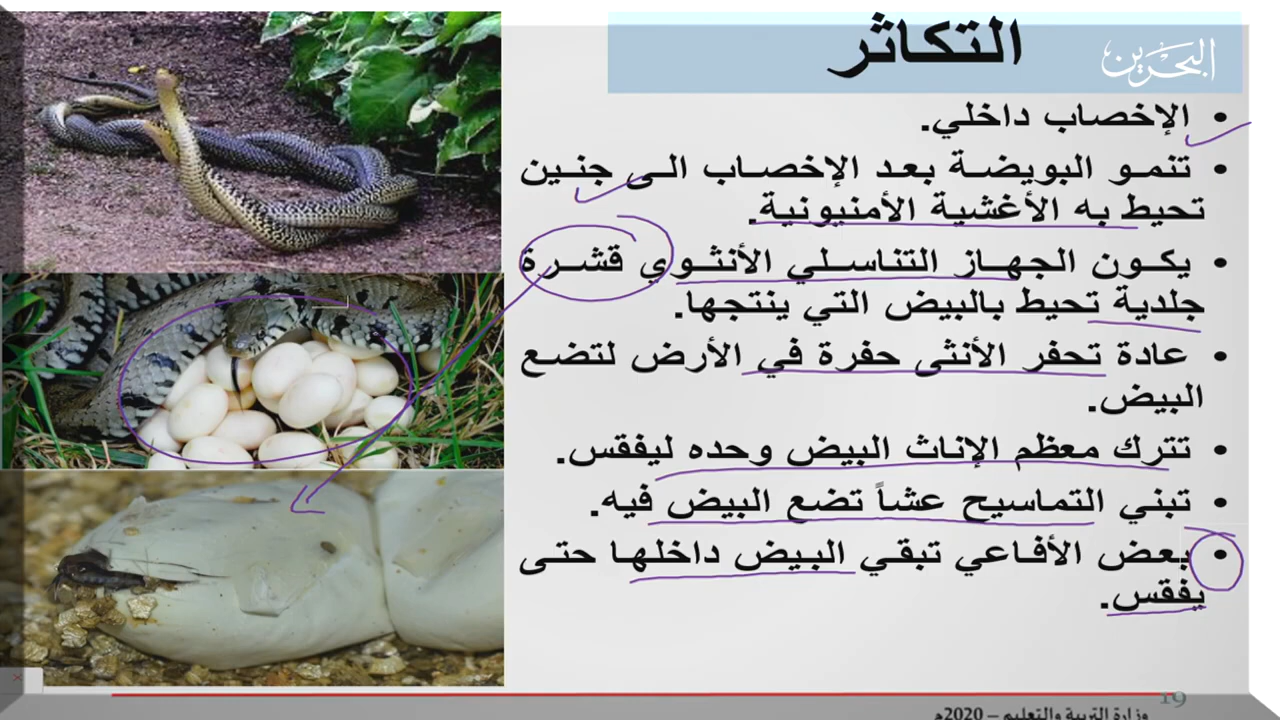 التكاثر
البحرين
• الإخصاب داخلي.
• تنمو البويضة بعد الإخصاب الى جنين
تحيط به الأغشية الأمنيونية.
• يكون الجهاز التناسلي الأنثوي قشرة
جلدية تحيط بالبيض التي ينتجها.
• عادة تحفر الأنثى حفرة في الأرض لتضع
البيض.
• تترك معظم الإناث البيض وحده ليفقس.
• تبني التماسيح عشاً تضع البيض فيه.
• بعض الأفاعي تبقي البيض داخلها حتى
يفقس.
19
وزارة التربية والتعليم – 2020م